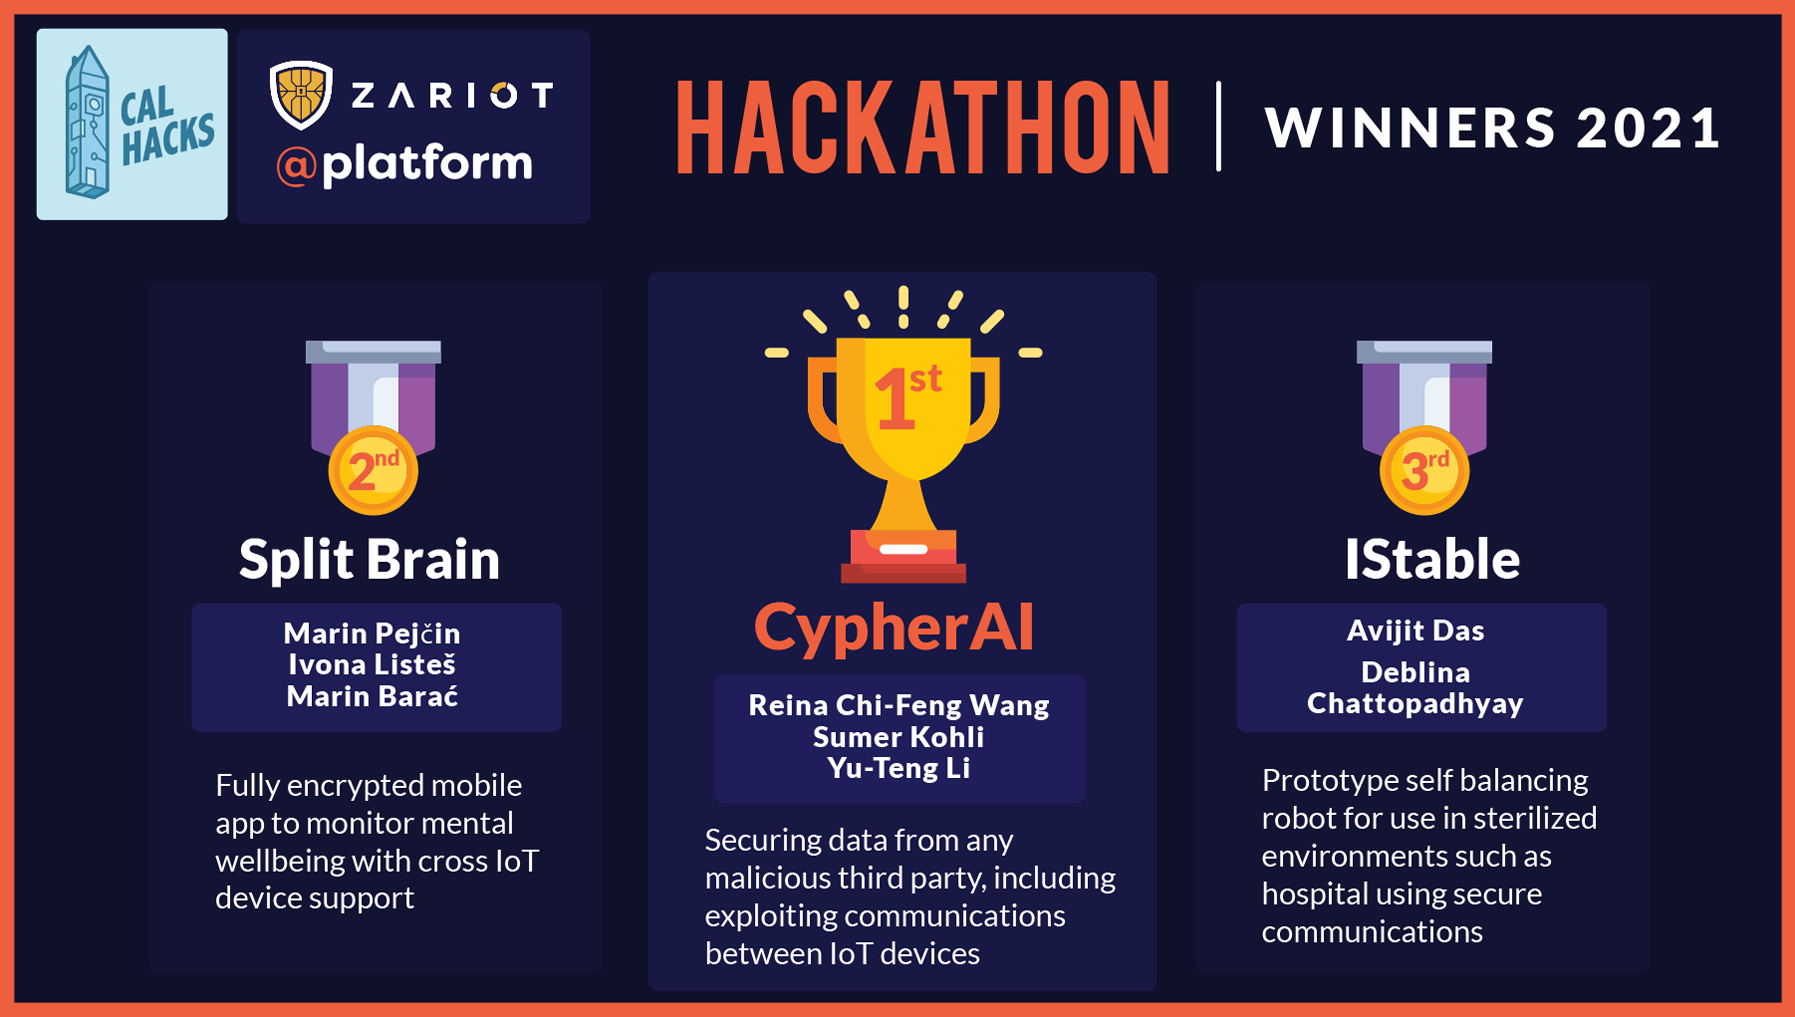 CAL
HACKS
ZARIOT
@platform
HACKATHON
WINNERS 2021
2nd
Split Brain
Marin Pejčin
Ivona Listeš
Marin Barać
Fully encrypted mobile
app to monitor mental
wellbeing with cross IoT
device support
1st
CypherAI
Reina Chi-Feng Wang
Sumer Kohli
Yu-Teng Li
Securing data from any
malicious third party, including
exploiting communications
between IoT devices
3rd
IStable
Avijit Das
Deblina
Chattopadhyay
Prototype self balancing
robot for use in sterilized
environments such as
hospital using secure
communications